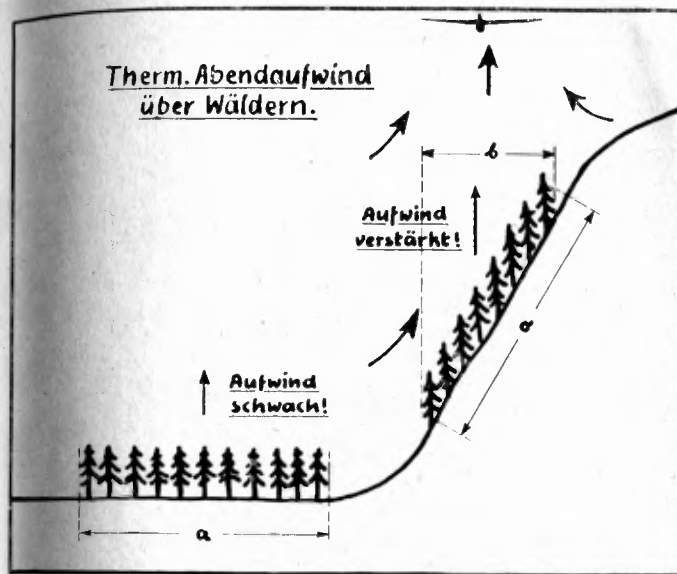 Therm. Abendaufwind
über Wäldern.
b
Aufwind
verstärkt!
a
Aufwind
schwach!
a